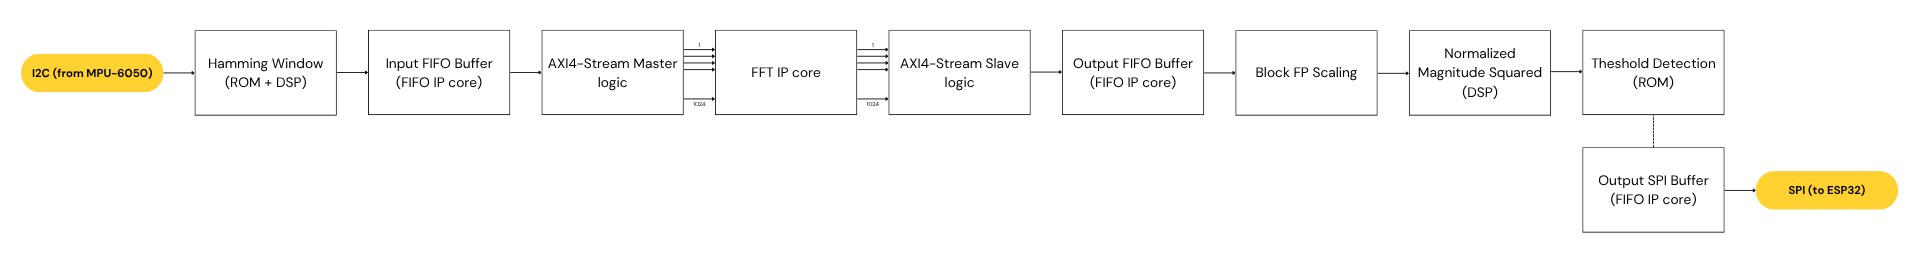 I2C (from MPU-6050)
Hamming Window
(ROM + DSP)
Input FIFO Buffer
(FIFO IP core)
AXI4-Stream Master
logic
1
1024
FFT IP core
1
1024
AXI4-Stream Slave
logic
Output FIFO Buffer
(FIFO IP core)
Block FP Scaling
Normalized
Magnitude Squared
(DSP)
Theshold Detection
(ROM)
Output SPI Buffer
(FIFO IP core)
SPI (to ESP32)